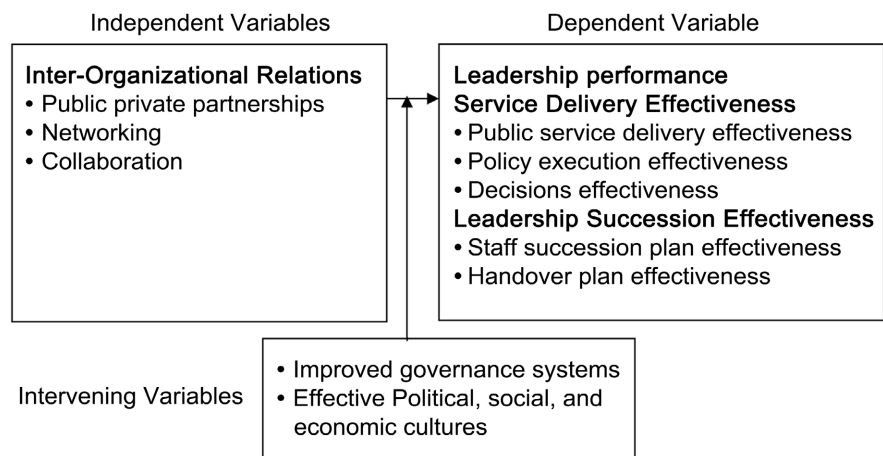 Independent Variables
Inter-Organizational Relations
• Public private partnerships
• Networking
• Collaboration
Dependent Variable
Leadership performance
Service Delivery Effectiveness
• Public service delivery effectiveness
• Policy execution effectiveness
• Decisions effectiveness
Leadership Succession Effectiveness
• Staff succession plan effectiveness
• Handover plan effectiveness
Intervening Variables
• Improved governance systems
• Effective Political, social, and
economic cultures